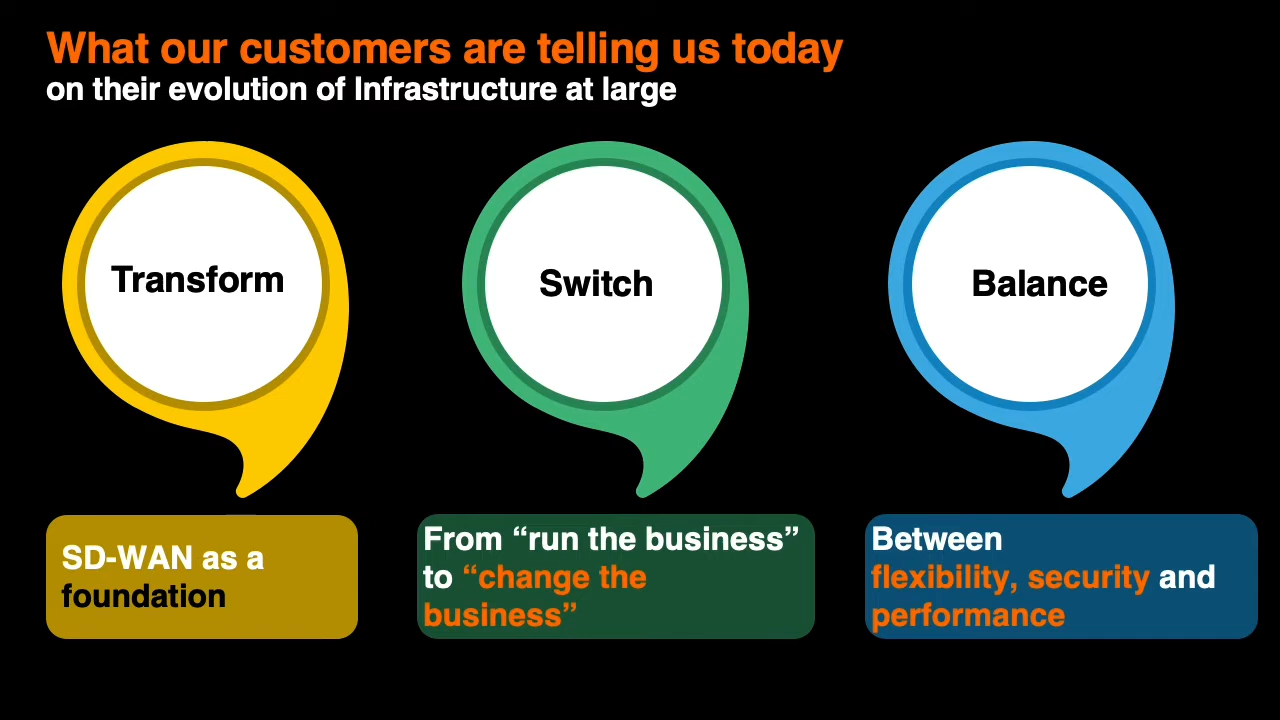 What our customers are telling us today
on their evolution of Infrastructure at large
Transform
Switch
Balance
SD-WAN as a
foundation
From “run the business”
to “change the
business”
Between
flexibility, security and
performance